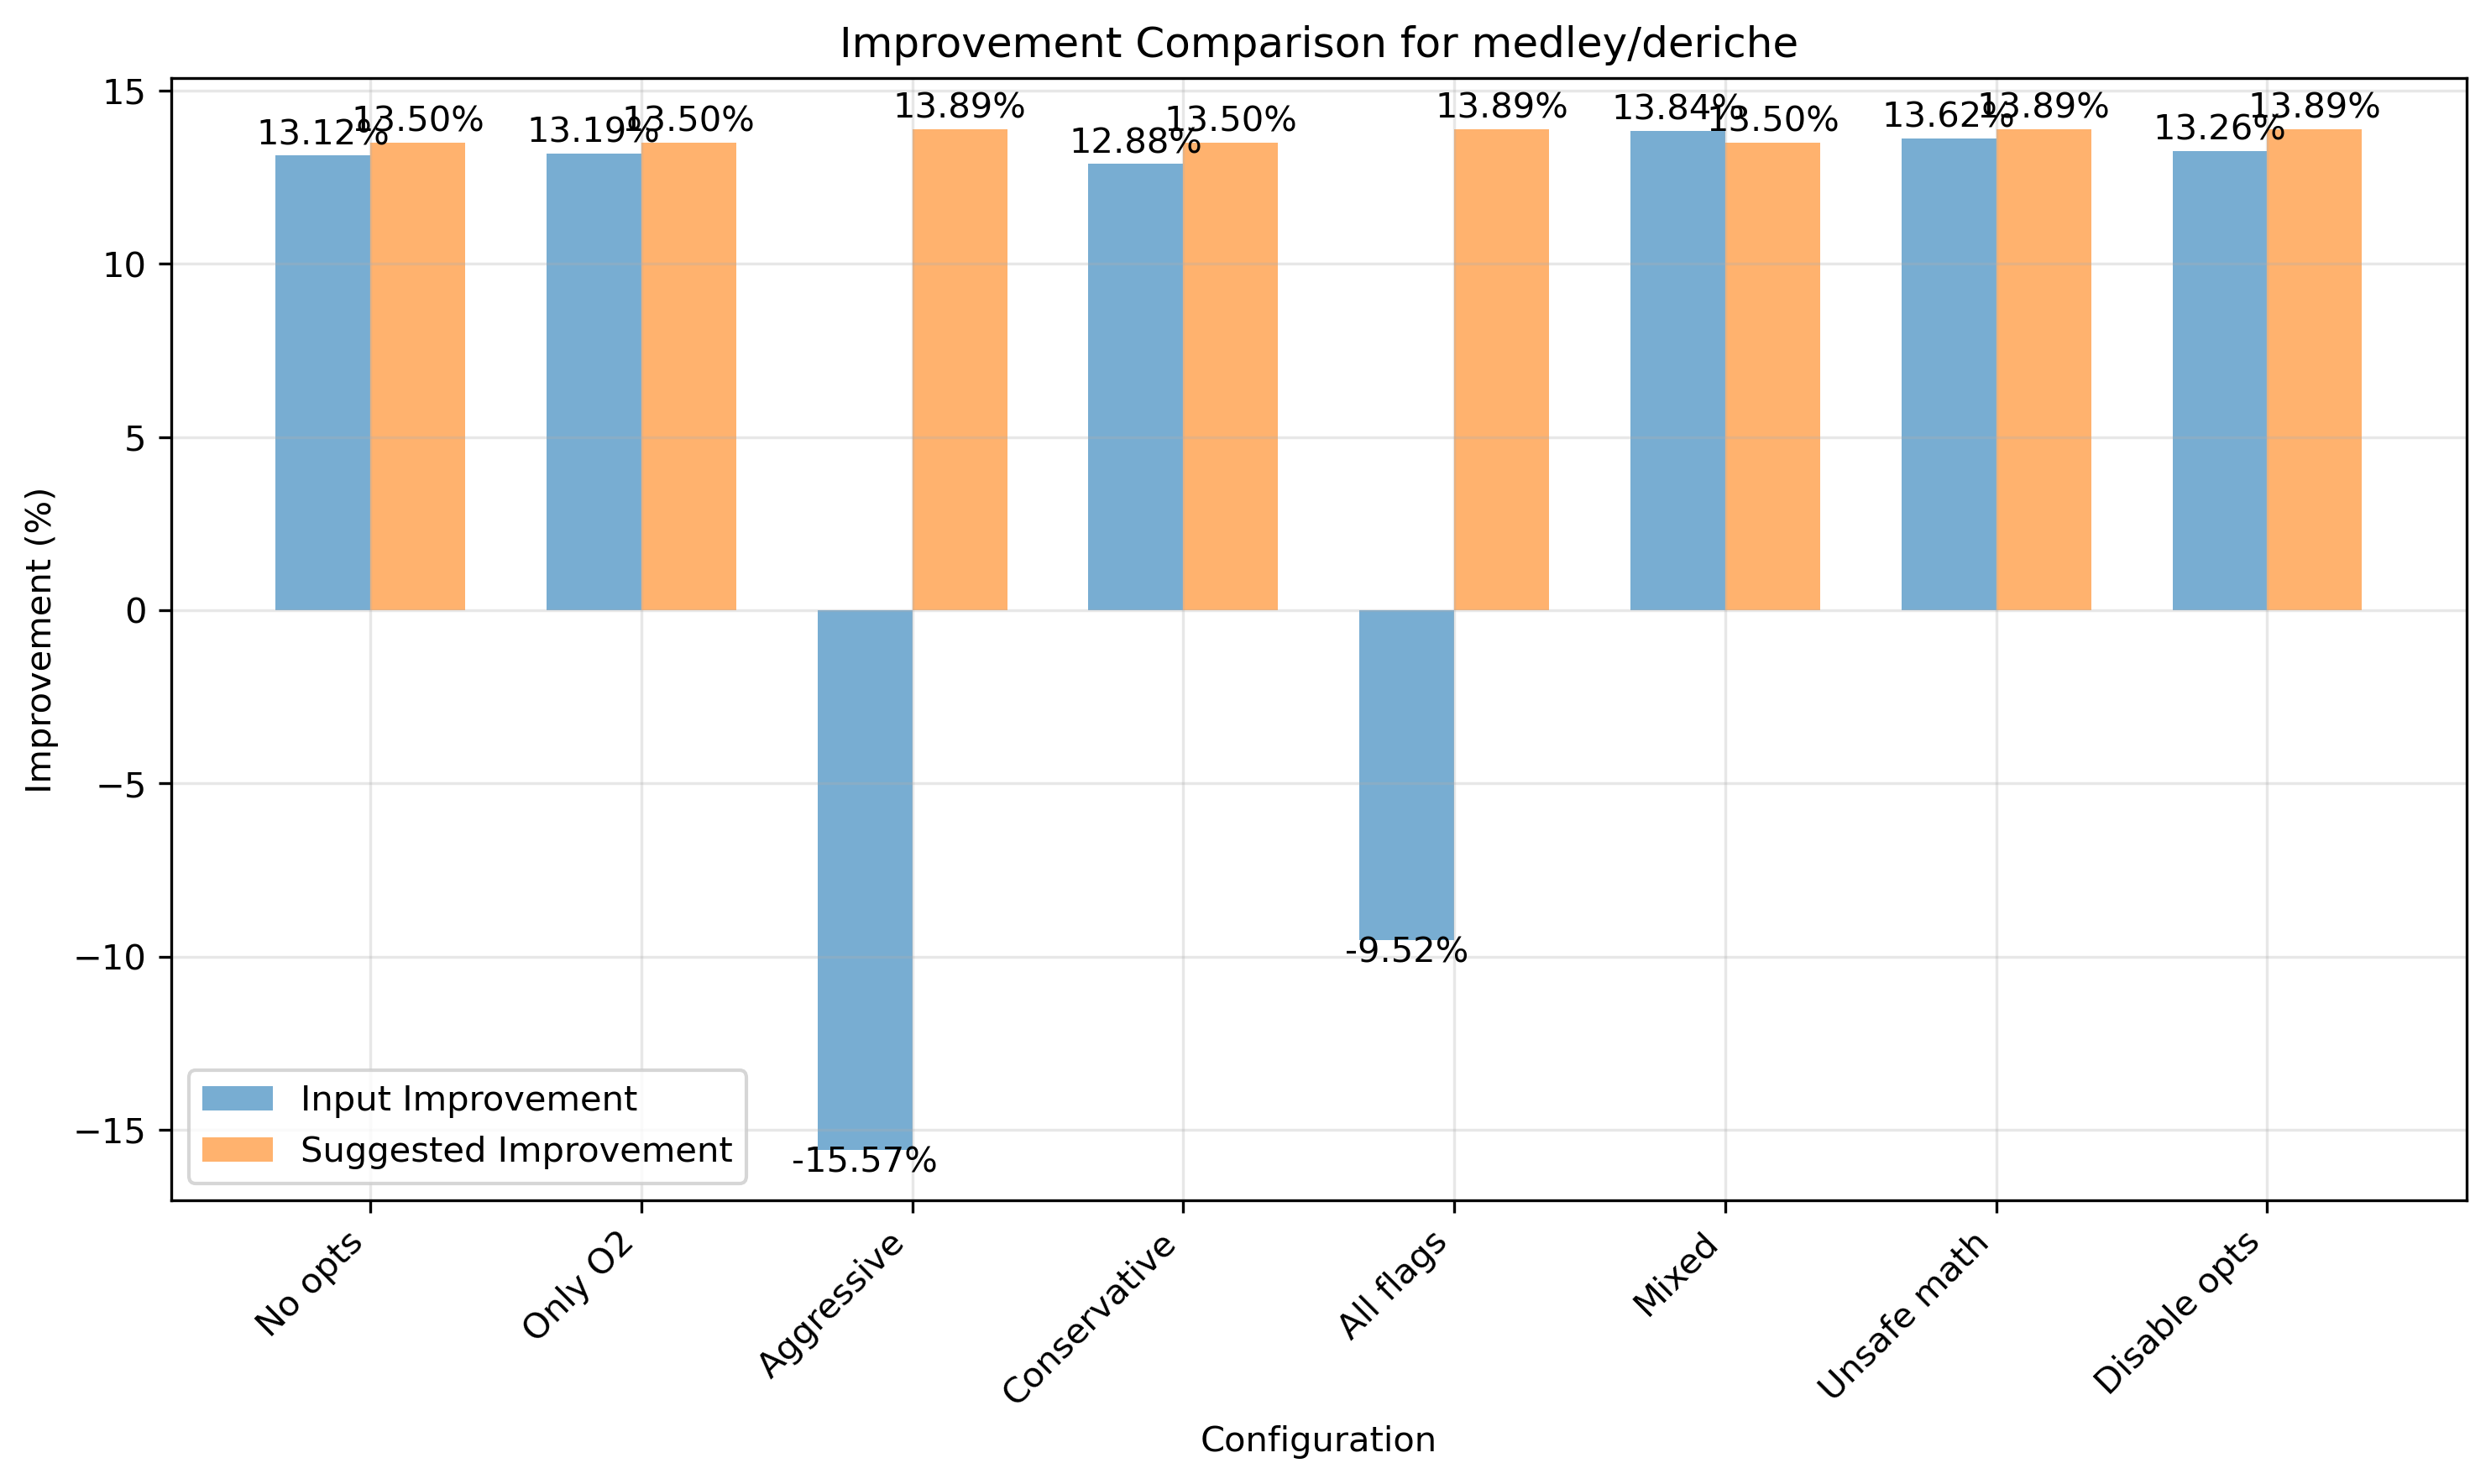 Improvement Comparison for medley/deriche
15
10
5
0
−5
−10
−15
Improvement (%)
13.12%
13.50%
13.19%
13.50%
-15.57%
13.89%
12.88%
13.50%
-9.52%
13.89%
13.84%
13.50%
13.62%
13.89%
13.26%
13.89%
Input Improvement
Suggested Improvement
No opts
Only O2
Aggressive
Conservative
All flags
Mixed
Unsafe math
Disable opts
Configuration